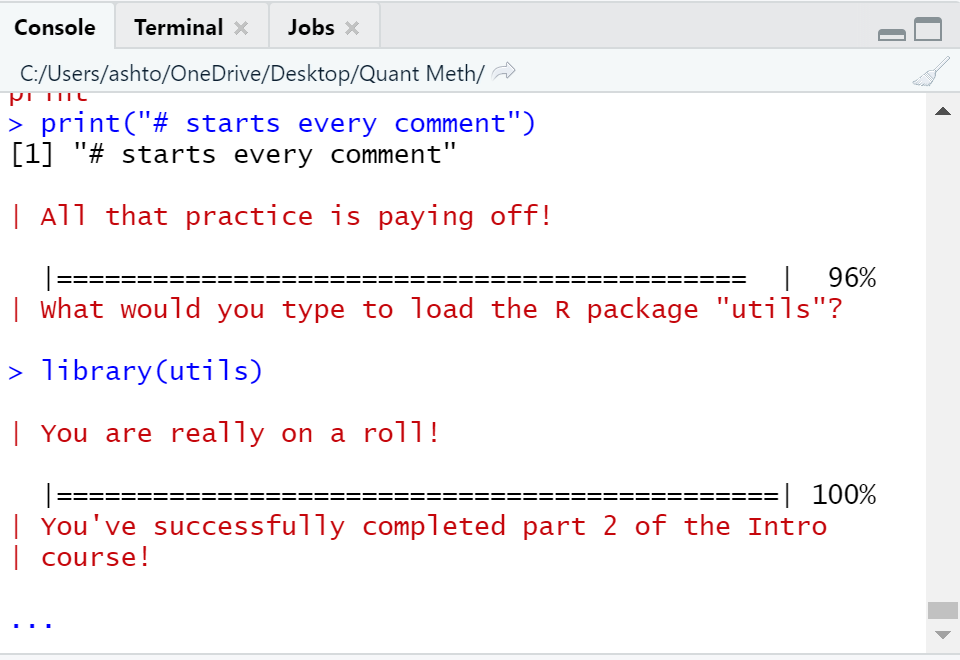 Console Terminal Jobs
C:/Users/ashto/OneDrive/Desktop/Quant Meth/
print
> print("# starts every comment")
[1] "# starts every comment"
| All that practice is paying off!
|=========================================== | 96%
| What would you type to load the R package "utils"?
> library(utils)
| You are really on a roll!
|=============================================| 100%
| You've successfully completed part 2 of the Intro
| course!
...